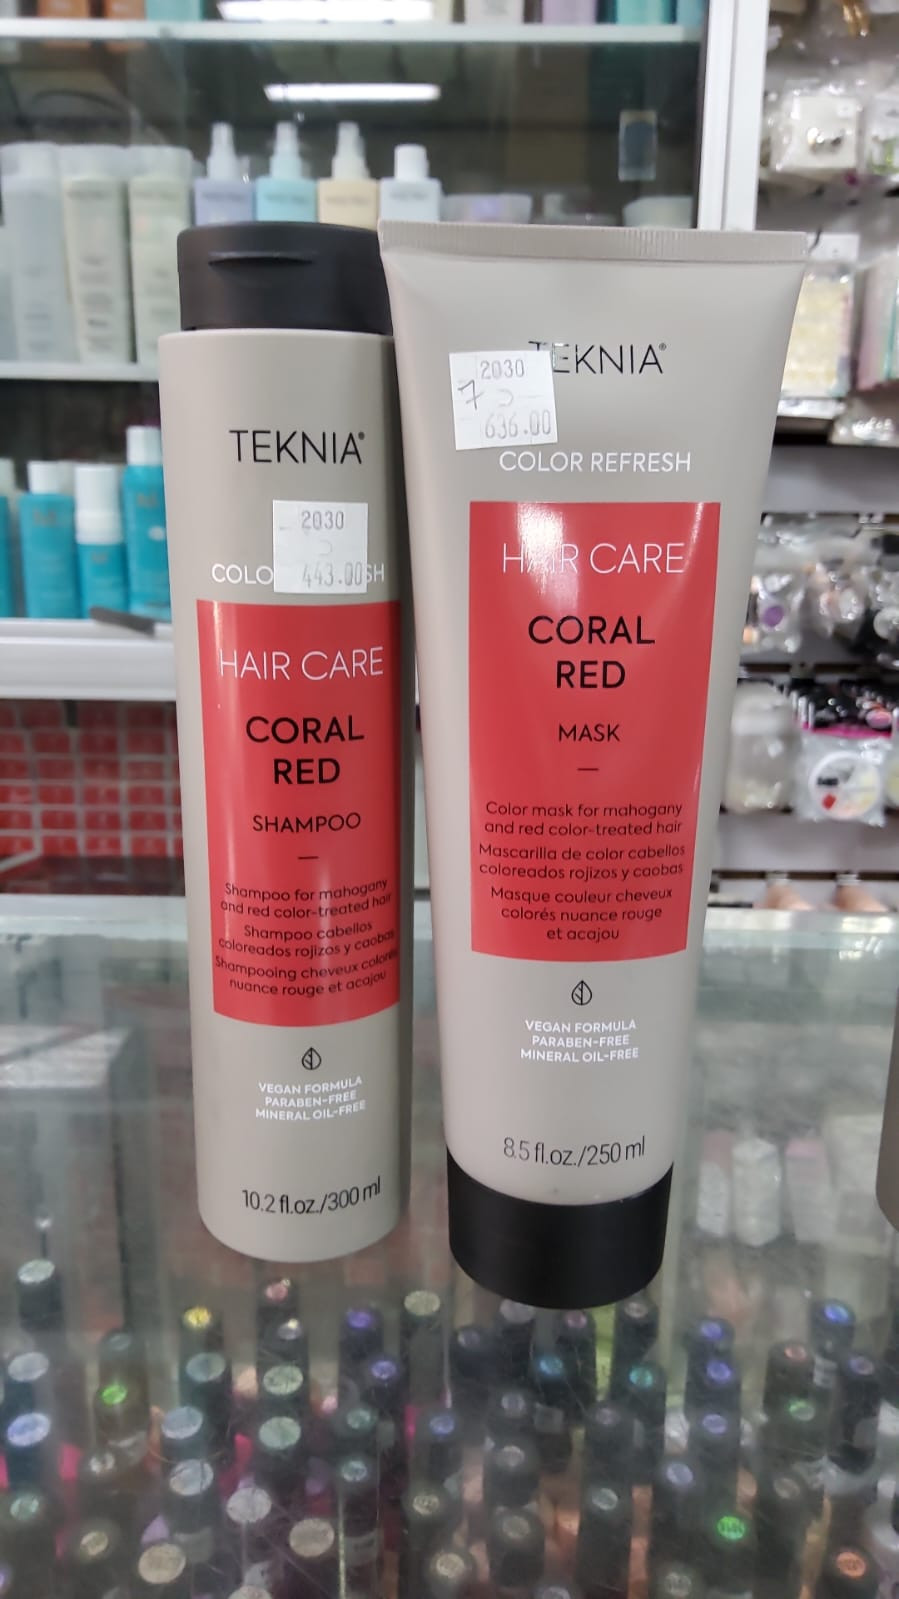 TEKNIA®
2030
443.00
COLO SH
HAIR CARE
CORAL
RED
SHAMPOO
Shampoo for mahogany
and red color-treated hair
Shampoo cabellos
coloreados rojizos y caobas
Shampooing cheveux colorés
nuance rouge et acajou
VEGAN FORMULA
PARABEN-FREE
MINERAL OIL-FREE
10.2 fl.oz./300 ml
TEKNIA®
2030
7
636.00
COLOR REFRESH
HAIR CARE
CORAL
RED
MASK
Color mask for mahogany
and red color-treated hair
Mascarilla de color cabellos
coloreados rojizos y caobas
Masque couleur cheveux
colorés nuance rouge
et acajou
VEGAN FORMULA
PARABEN-FREE
MINERAL OIL-FREE
8.5 fl.oz./250 ml